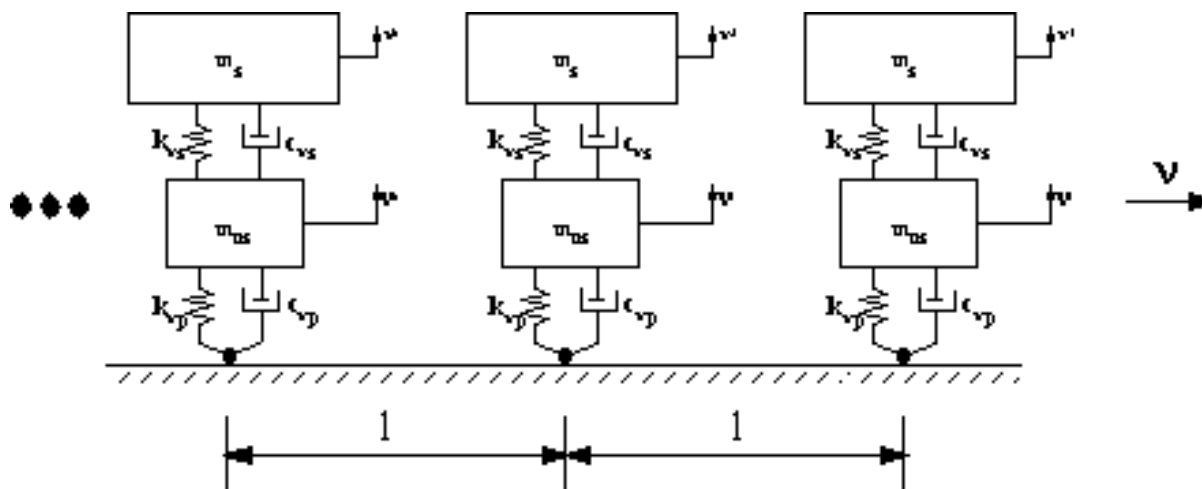 m_s m_s m_s
k_vs c_vs k_vs c_vs k_vs c_vs
v
m_us m_us m_us
k_vp c_vp k_vp c_vp k_vp c_vp
l l